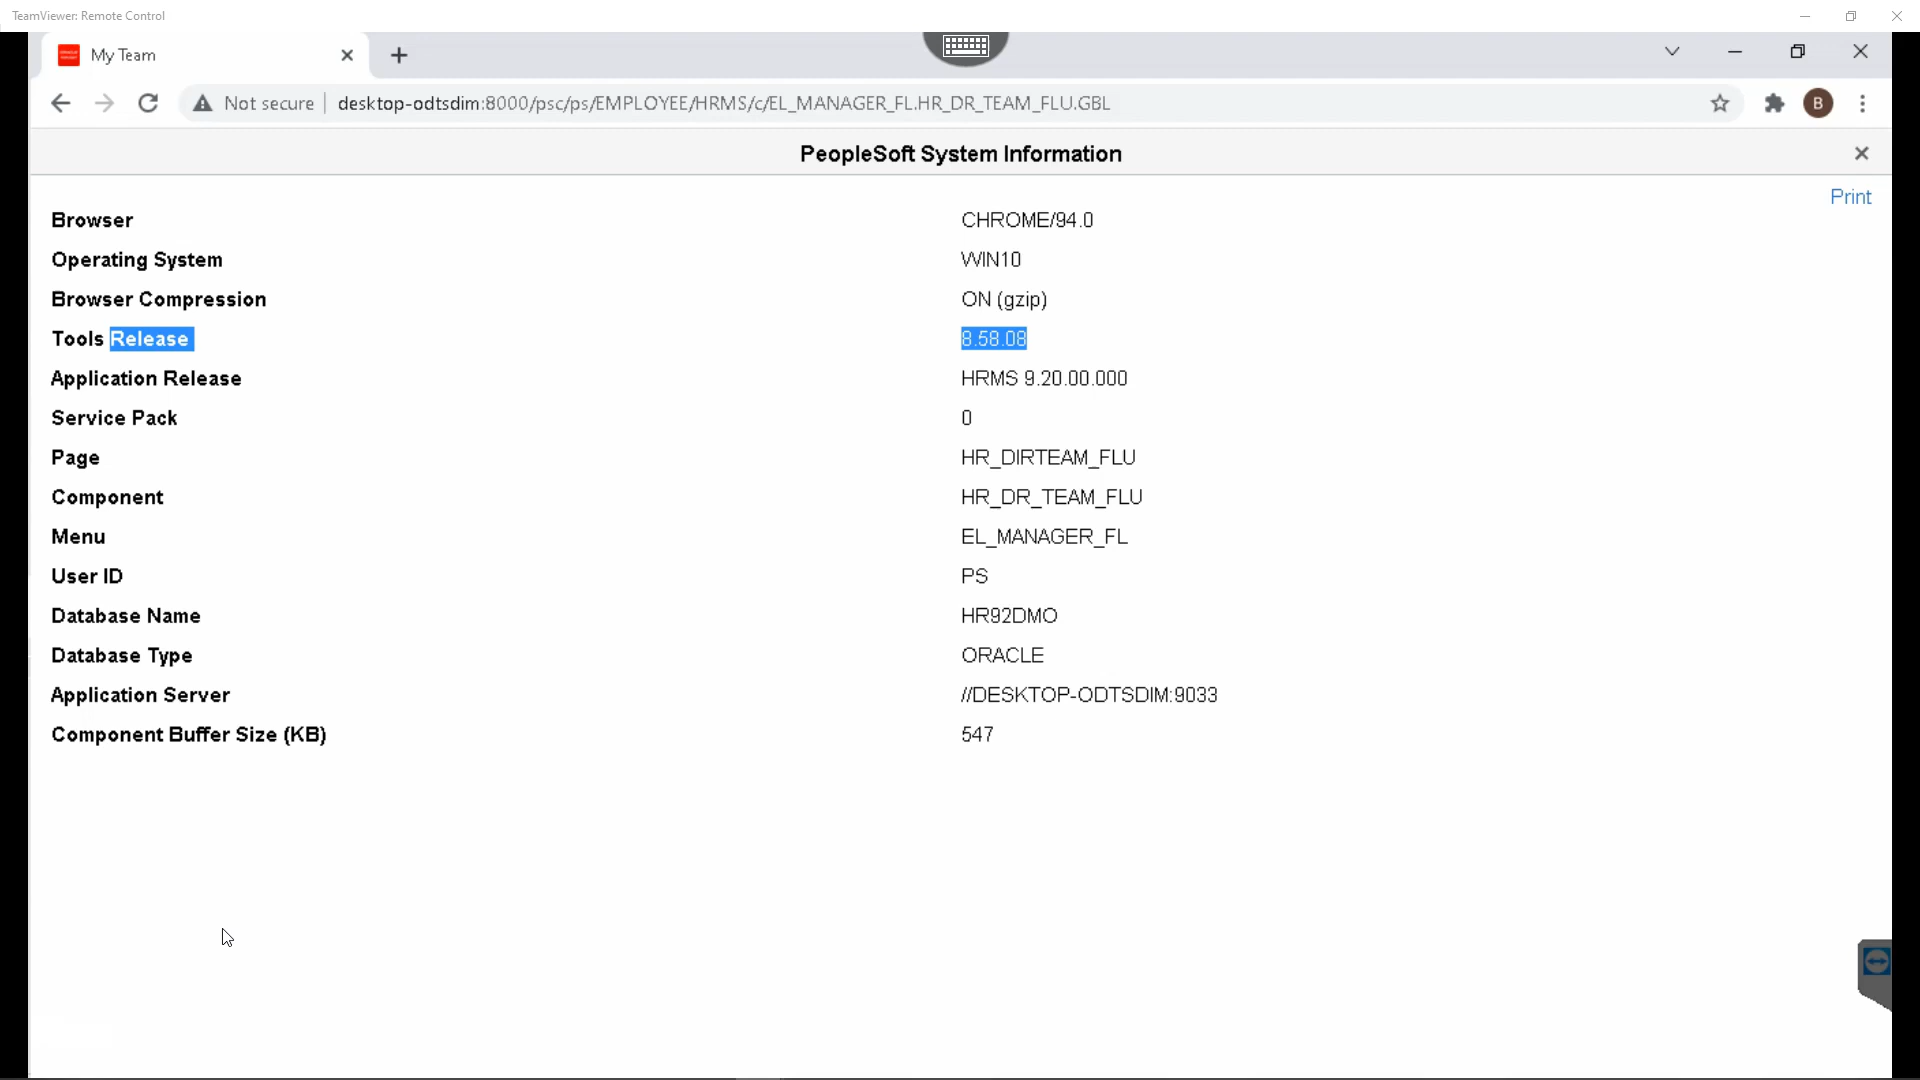 TeamViewer: Remote Control
My Team
Not secure desktop-odtsdim:8000/psc/ps/EMPLOYEE/HRMS/c/EL_MANAGER_FL.HR_DR_TEAM_FLU.GBL
B
PeopleSoft System Information
Print
Browser CHROME/94.0
Operating System WIN10
Browser Compression ON (gzip)
Tools Release 8.58.08
Application Release HRMS 9.20.00.000
Service Pack 0
Page HR_DIRTEAM_FLU
Component HR_DR_TEAM_FLU
Menu EL_MANAGER_FL
User ID PS
Database Name HR92DMO
Database Type ORACLE
Application Server //DESKTOP-ODTSDIM:9033
Component Buffer Size (KB) 547